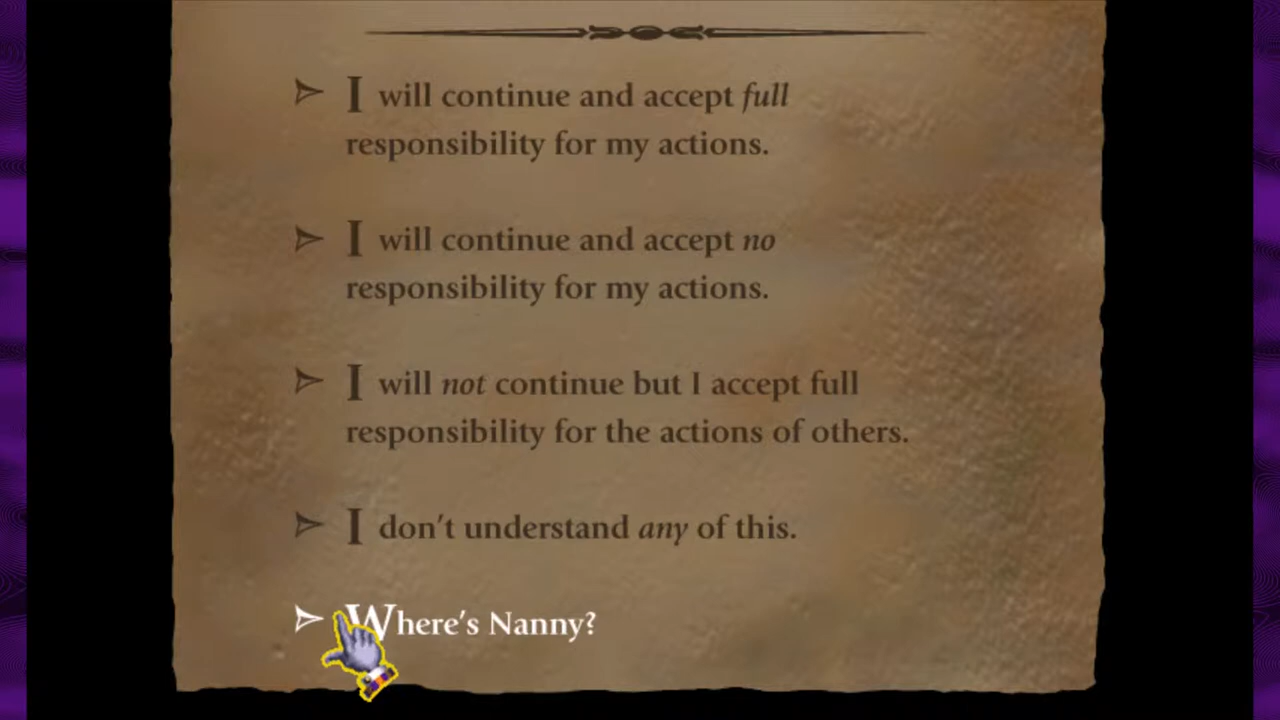 I will continue and accept full
responsibility for my actions.
I will continue and accept no
responsibility for my actions.
I will not continue but I accept full
responsibility for the actions of others.
I don't understand any of this.
Where's Nanny?